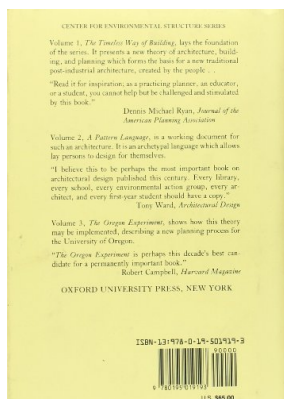 CENTER FOR ENVIRONMENTAL STRUCTURE SERIES
Volume 1, The Timeless Way of Building, lays the foundation
of the series. It presents a new theory of architecture, build-
ing, and planning which forms the basis for a new traditional
post-industrial architecture, created by the people . . .
"Read it for inspiration; as a practicing planner, an educator,
or a student, you cannot help but be challenged and stimulated
by this book."
Dennis Michael Ryan, Journal of the
American Planning Association
Volume 2, A Pattern Language, is a working document for
such an architecture. It is an archetypal language which allows
lay persons to design for themselves.
"I believe this to be perhaps the most important book on
architectural design published this century. Every library,
every school, every environmental action group, every ar-
chitect, and every first-year student should have a copy."
Tony Ward, Architectural Design
Volume 3, The Oregon Experiment, shows how this theory
may be implemented, describing a new planning process for
the University of Oregon.
"The Oregon Experiment is perhaps this decade's best can-
didate for a permanently important book."
Robert Campbell, Harvard Magazine
OXFORD UNIVERSITY PRESS, NEW YORK
ISBN-13:978-0-19-501919-3
90000
9 780195 019193
U.S. $65.00